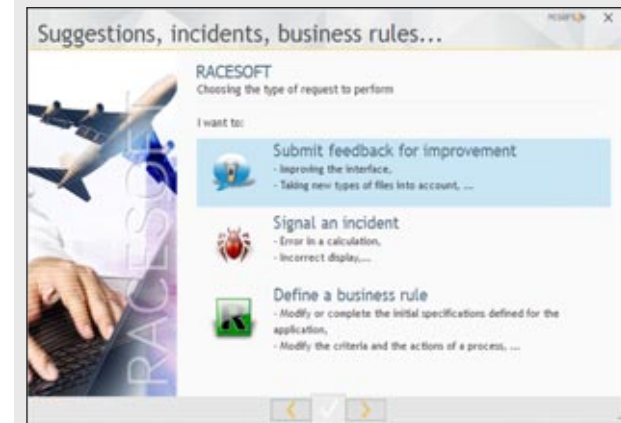 Suggestions, incidents, business rules...
RACESOFT
Choosing the type of request to perform
I want to:
Submit feedback for improvement
- Improving the interface,
- Taking new types of files into account, ...
Signal an incident
- Error in a calculation,
- Incorrect display,...
Define a business rule
- Modify or complete the initial specifications defined for the
application,
- Modify the criteria and the actions of a process, ...
RACESOFT